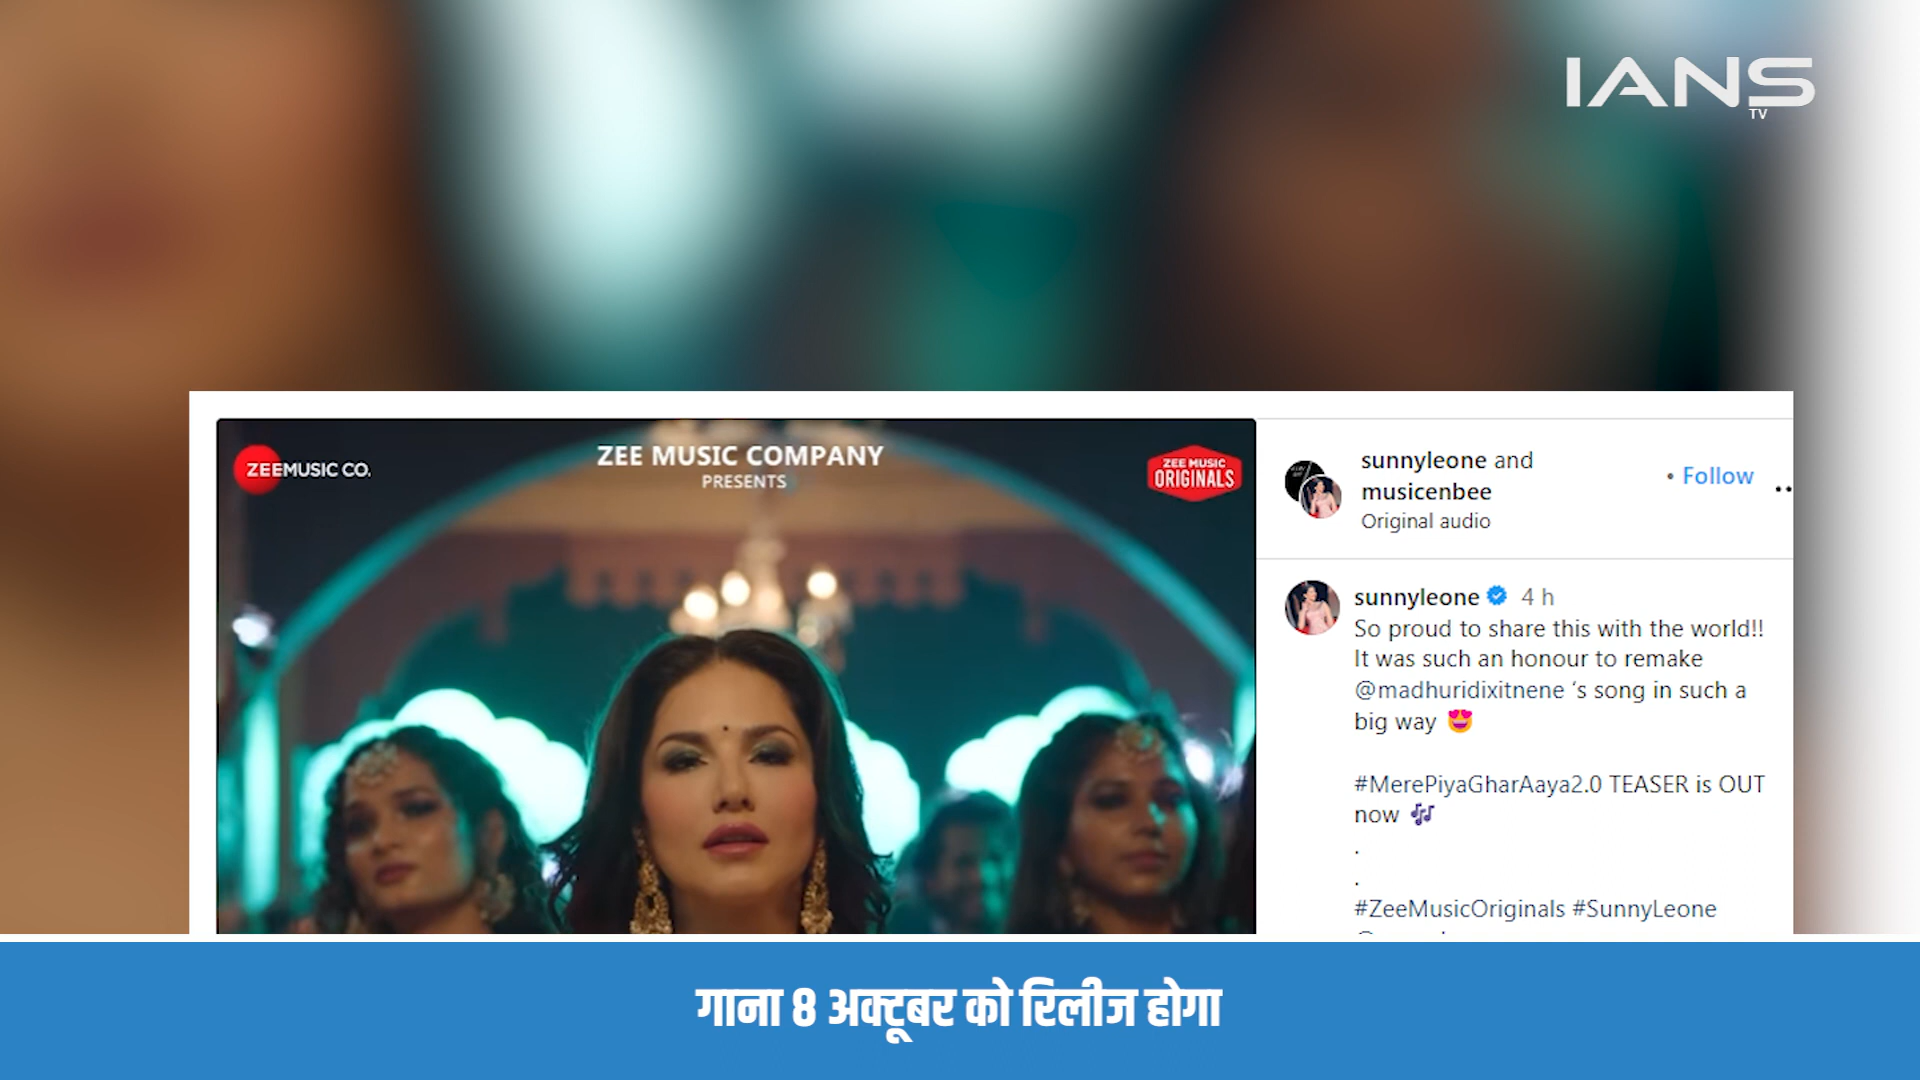 IANS
TV
ZEEMUSIC CO.
ZEE MUSIC COMPANY
PRESENTS
ZEE MUSIC
ORIGINALS
sunnyleone and
musicenbee
• Follow
Original audio
sunnyleone 4 h
So proud to share this with the world!!
It was such an honour to remake
@madhuridixitnene ‘s song in such a
big way 😍
#MerePiyaGharAaya2.0 TEASER is OUT
now 🎶
.
.
#ZeeMusicOriginals #SunnyLeone
गाना 8 अक्टूबर को रिलीज होगा